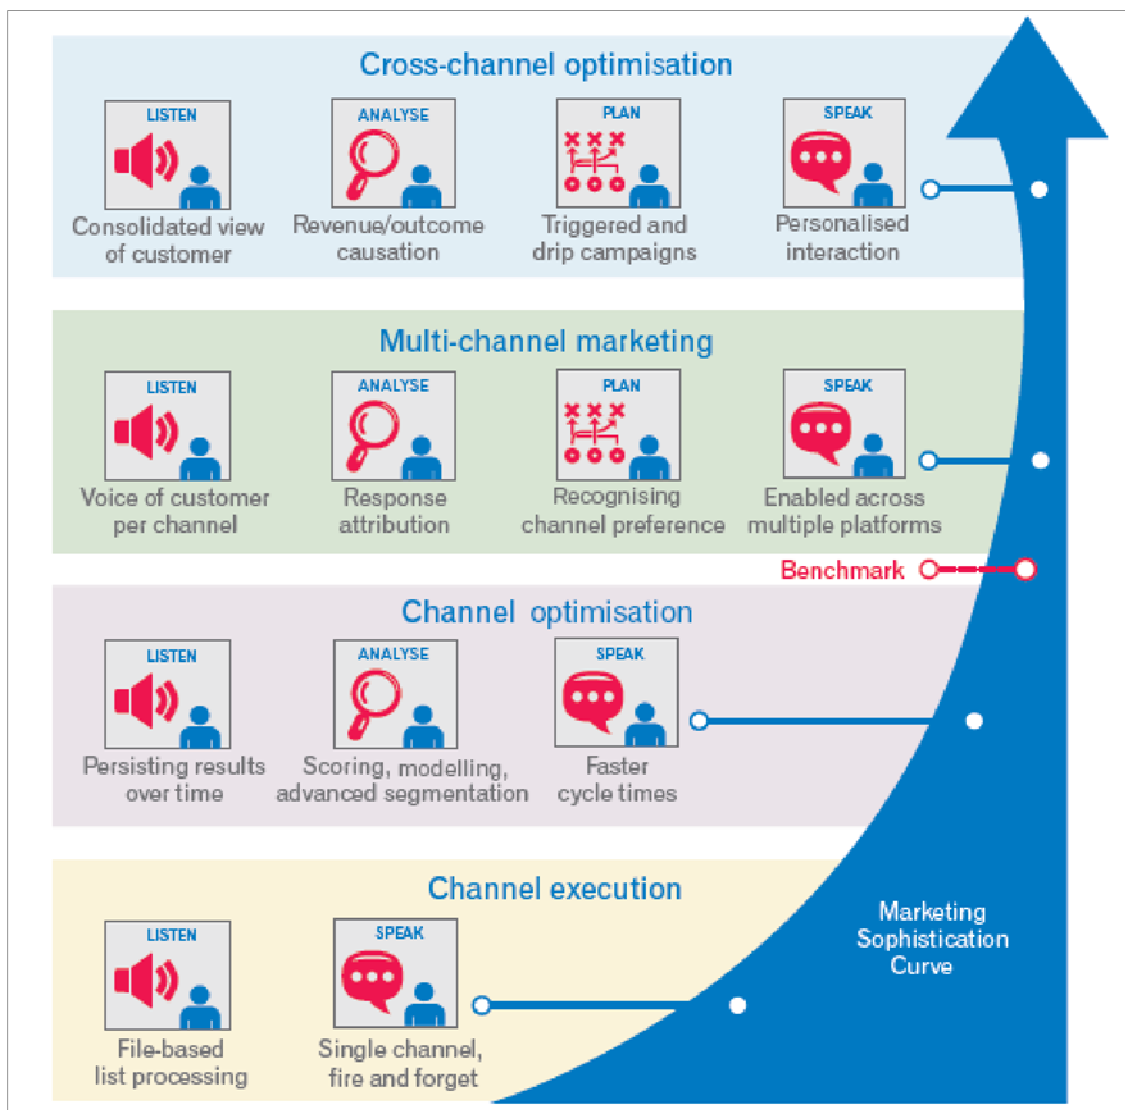 Cross-channel optimisation
LISTEN
Consolidated view
of customer
ANALYSE
Revenue/outcome
causation
PLAN
Triggered and
drip campaigns
SPEAK
Personalised
interaction
Multi-channel marketing
LISTEN
Voice of customer
per channel
ANALYSE
Response
attribution
PLAN
Recognising
channel preference
SPEAK
Enabled across
multiple platforms
Benchmark
Channel optimisation
LISTEN
Persisting results
over time
ANALYSE
Scoring, modelling,
advanced segmentation
SPEAK
Faster
cycle times
Channel execution
LISTEN
File-based
list processing
SPEAK
Single channel,
fire and forget
Marketing
Sophistication
Curve